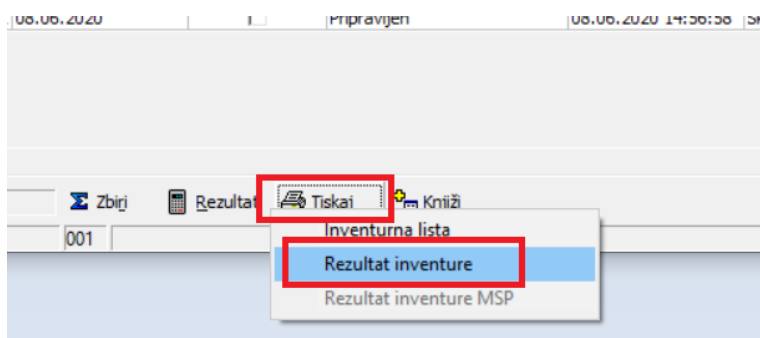 08.06.2020 Pripravljen 08.06.2020 14:56:58
Zbiri Rezultat Tiskaj Knjiži
001
Inventurna lista
Rezultat inventure
Rezultat inventure MSP